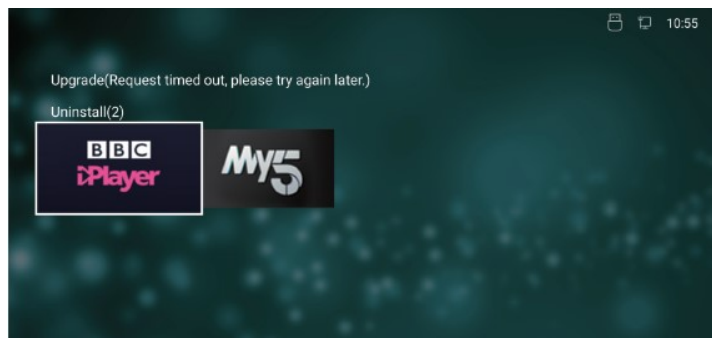 10:55
Upgrade(Request timed out, please try again later.)
Uninstall(2)
BBC
iPlayer
My5